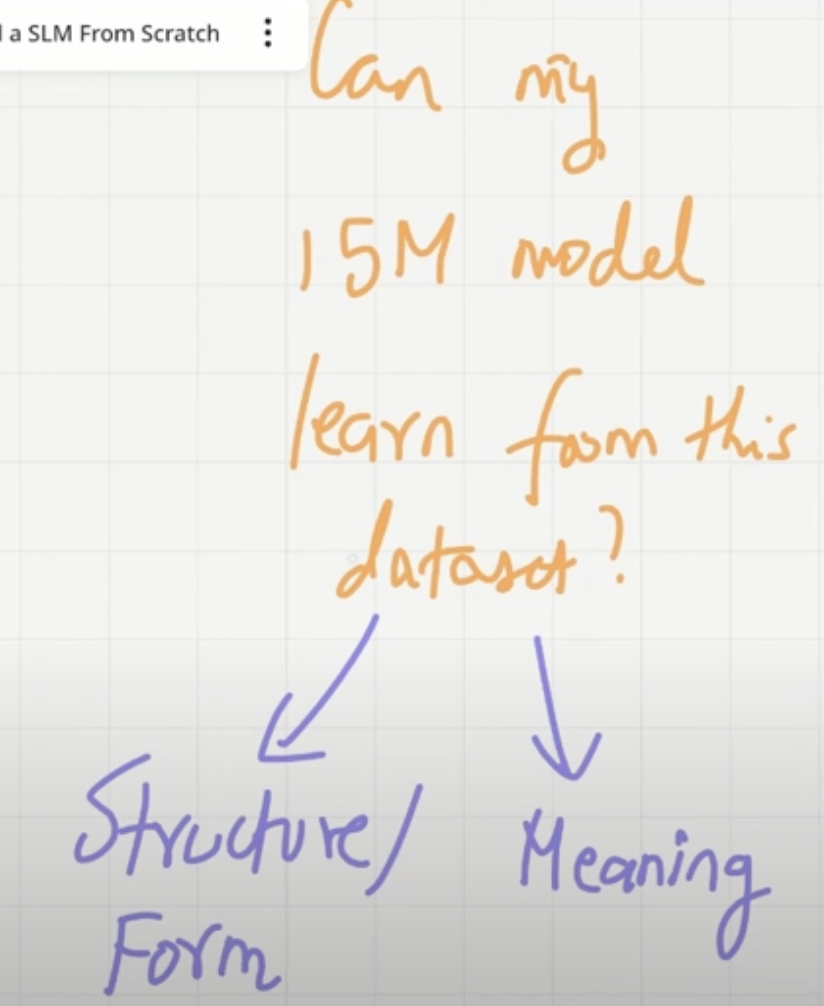 a SLM From Scratch
Can my
15M model
learn from this
dataset?
Structure/ Meaning
Form